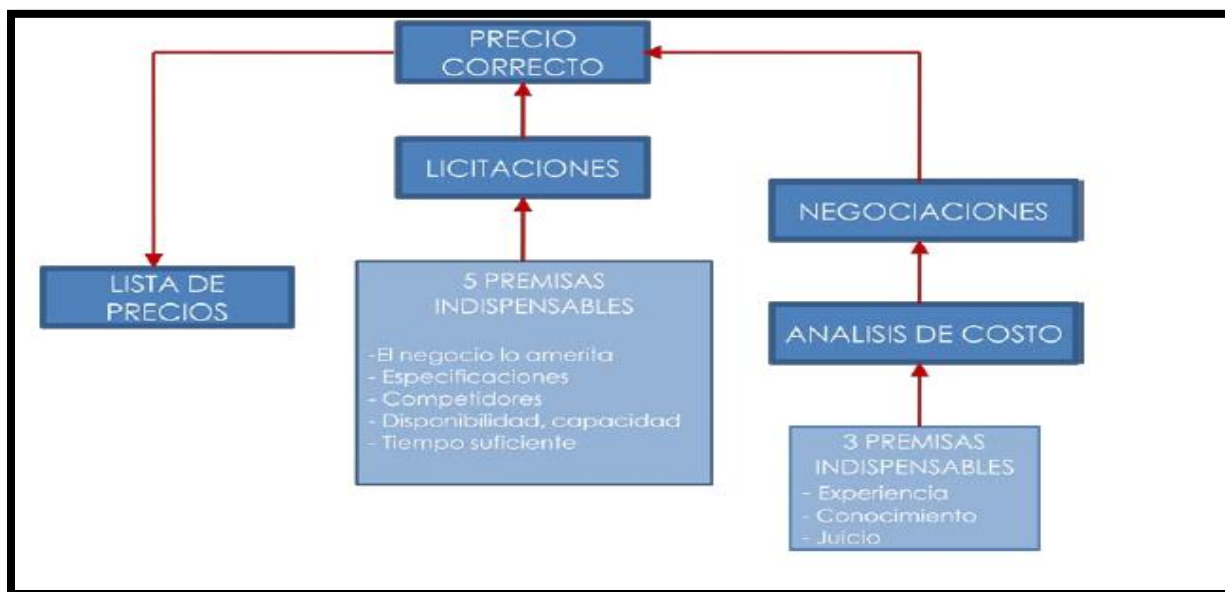 PRECIO
CORRECTO
LICITACIONES
NEGOCIACIONES
LISTA DE
PRECIOS
5 PREMISAS
INDISPENSABLES
-El negocio lo amerita
- Especificaciones
- Competidores
- Disponibilidad, capacidad
- Tiempo suficiente
ANALISIS DE COSTO
3 PREMISAS
INDISPENSABLES
- Experiencia
- Conocimiento
- Juicio